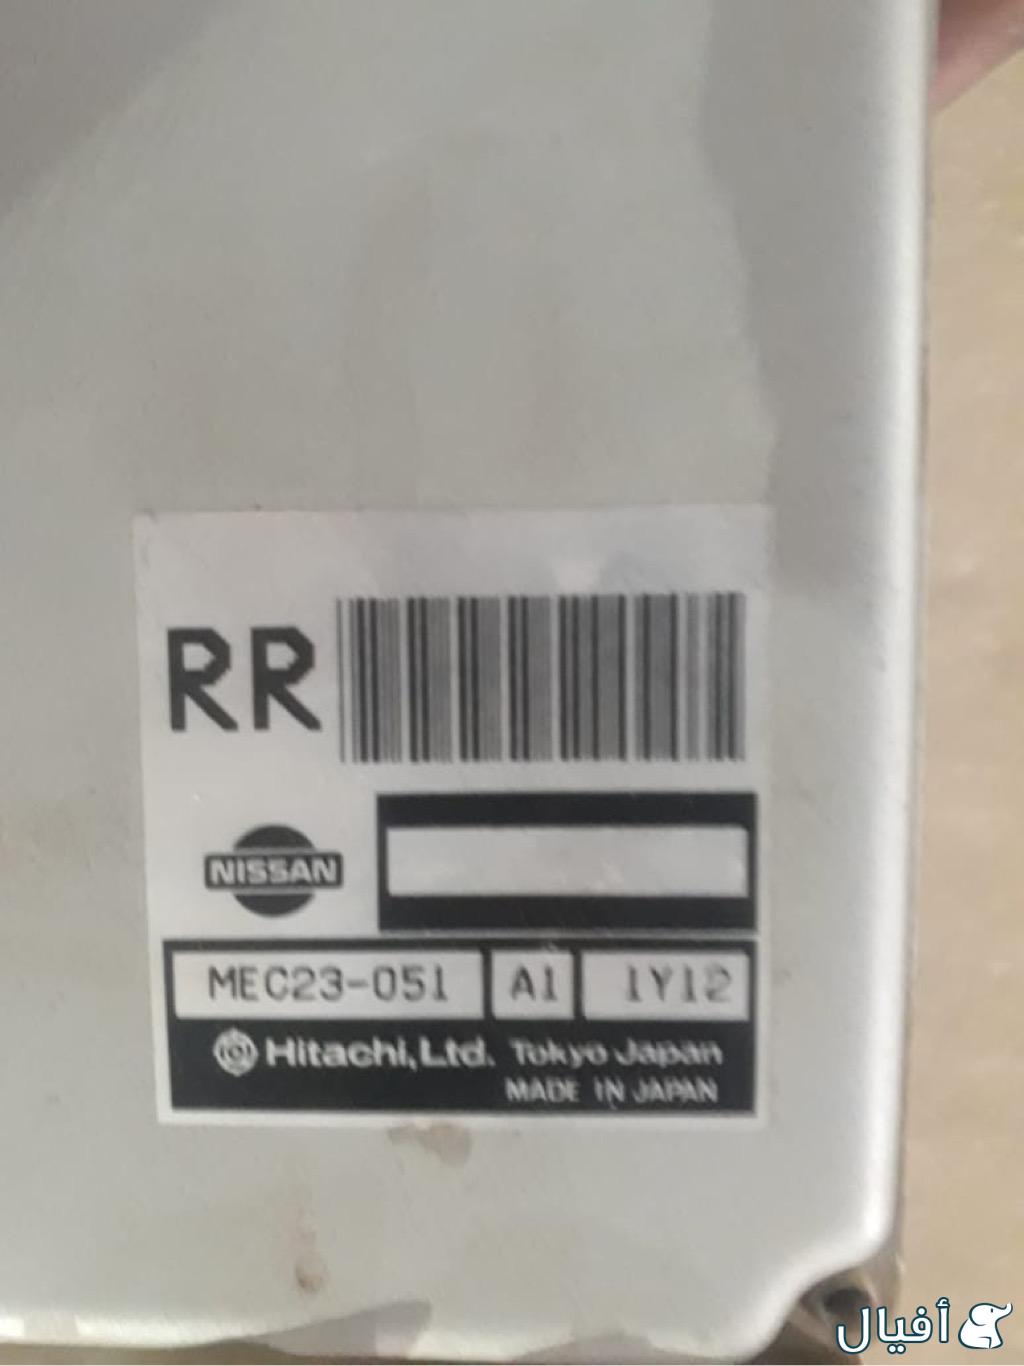 RR
NISSAN
MEC23-051 A1 1Y12
Hitachi, Ltd. Tokyo Japan
MADE IN JAPAN
أفيال